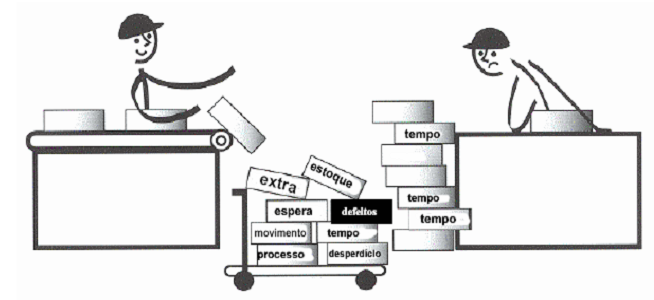 extra
estoque
espera
defeitos
movimento
tempo
processo
desperdício
tempo
tempo
tempo